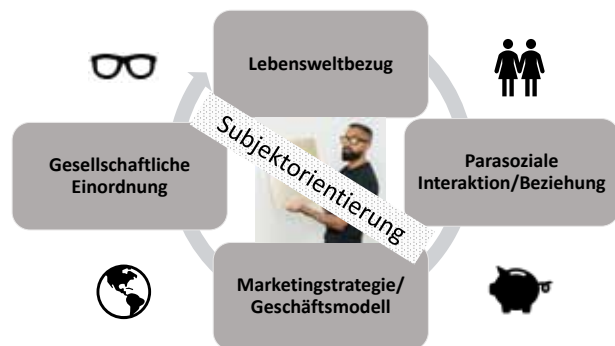 Lebensweltbezug
Parasoziale
Interaktion/Beziehung
Marketingstrategie/
Geschäftsmodell
Gesellschaftliche
Einordnung
Subjektorientierung